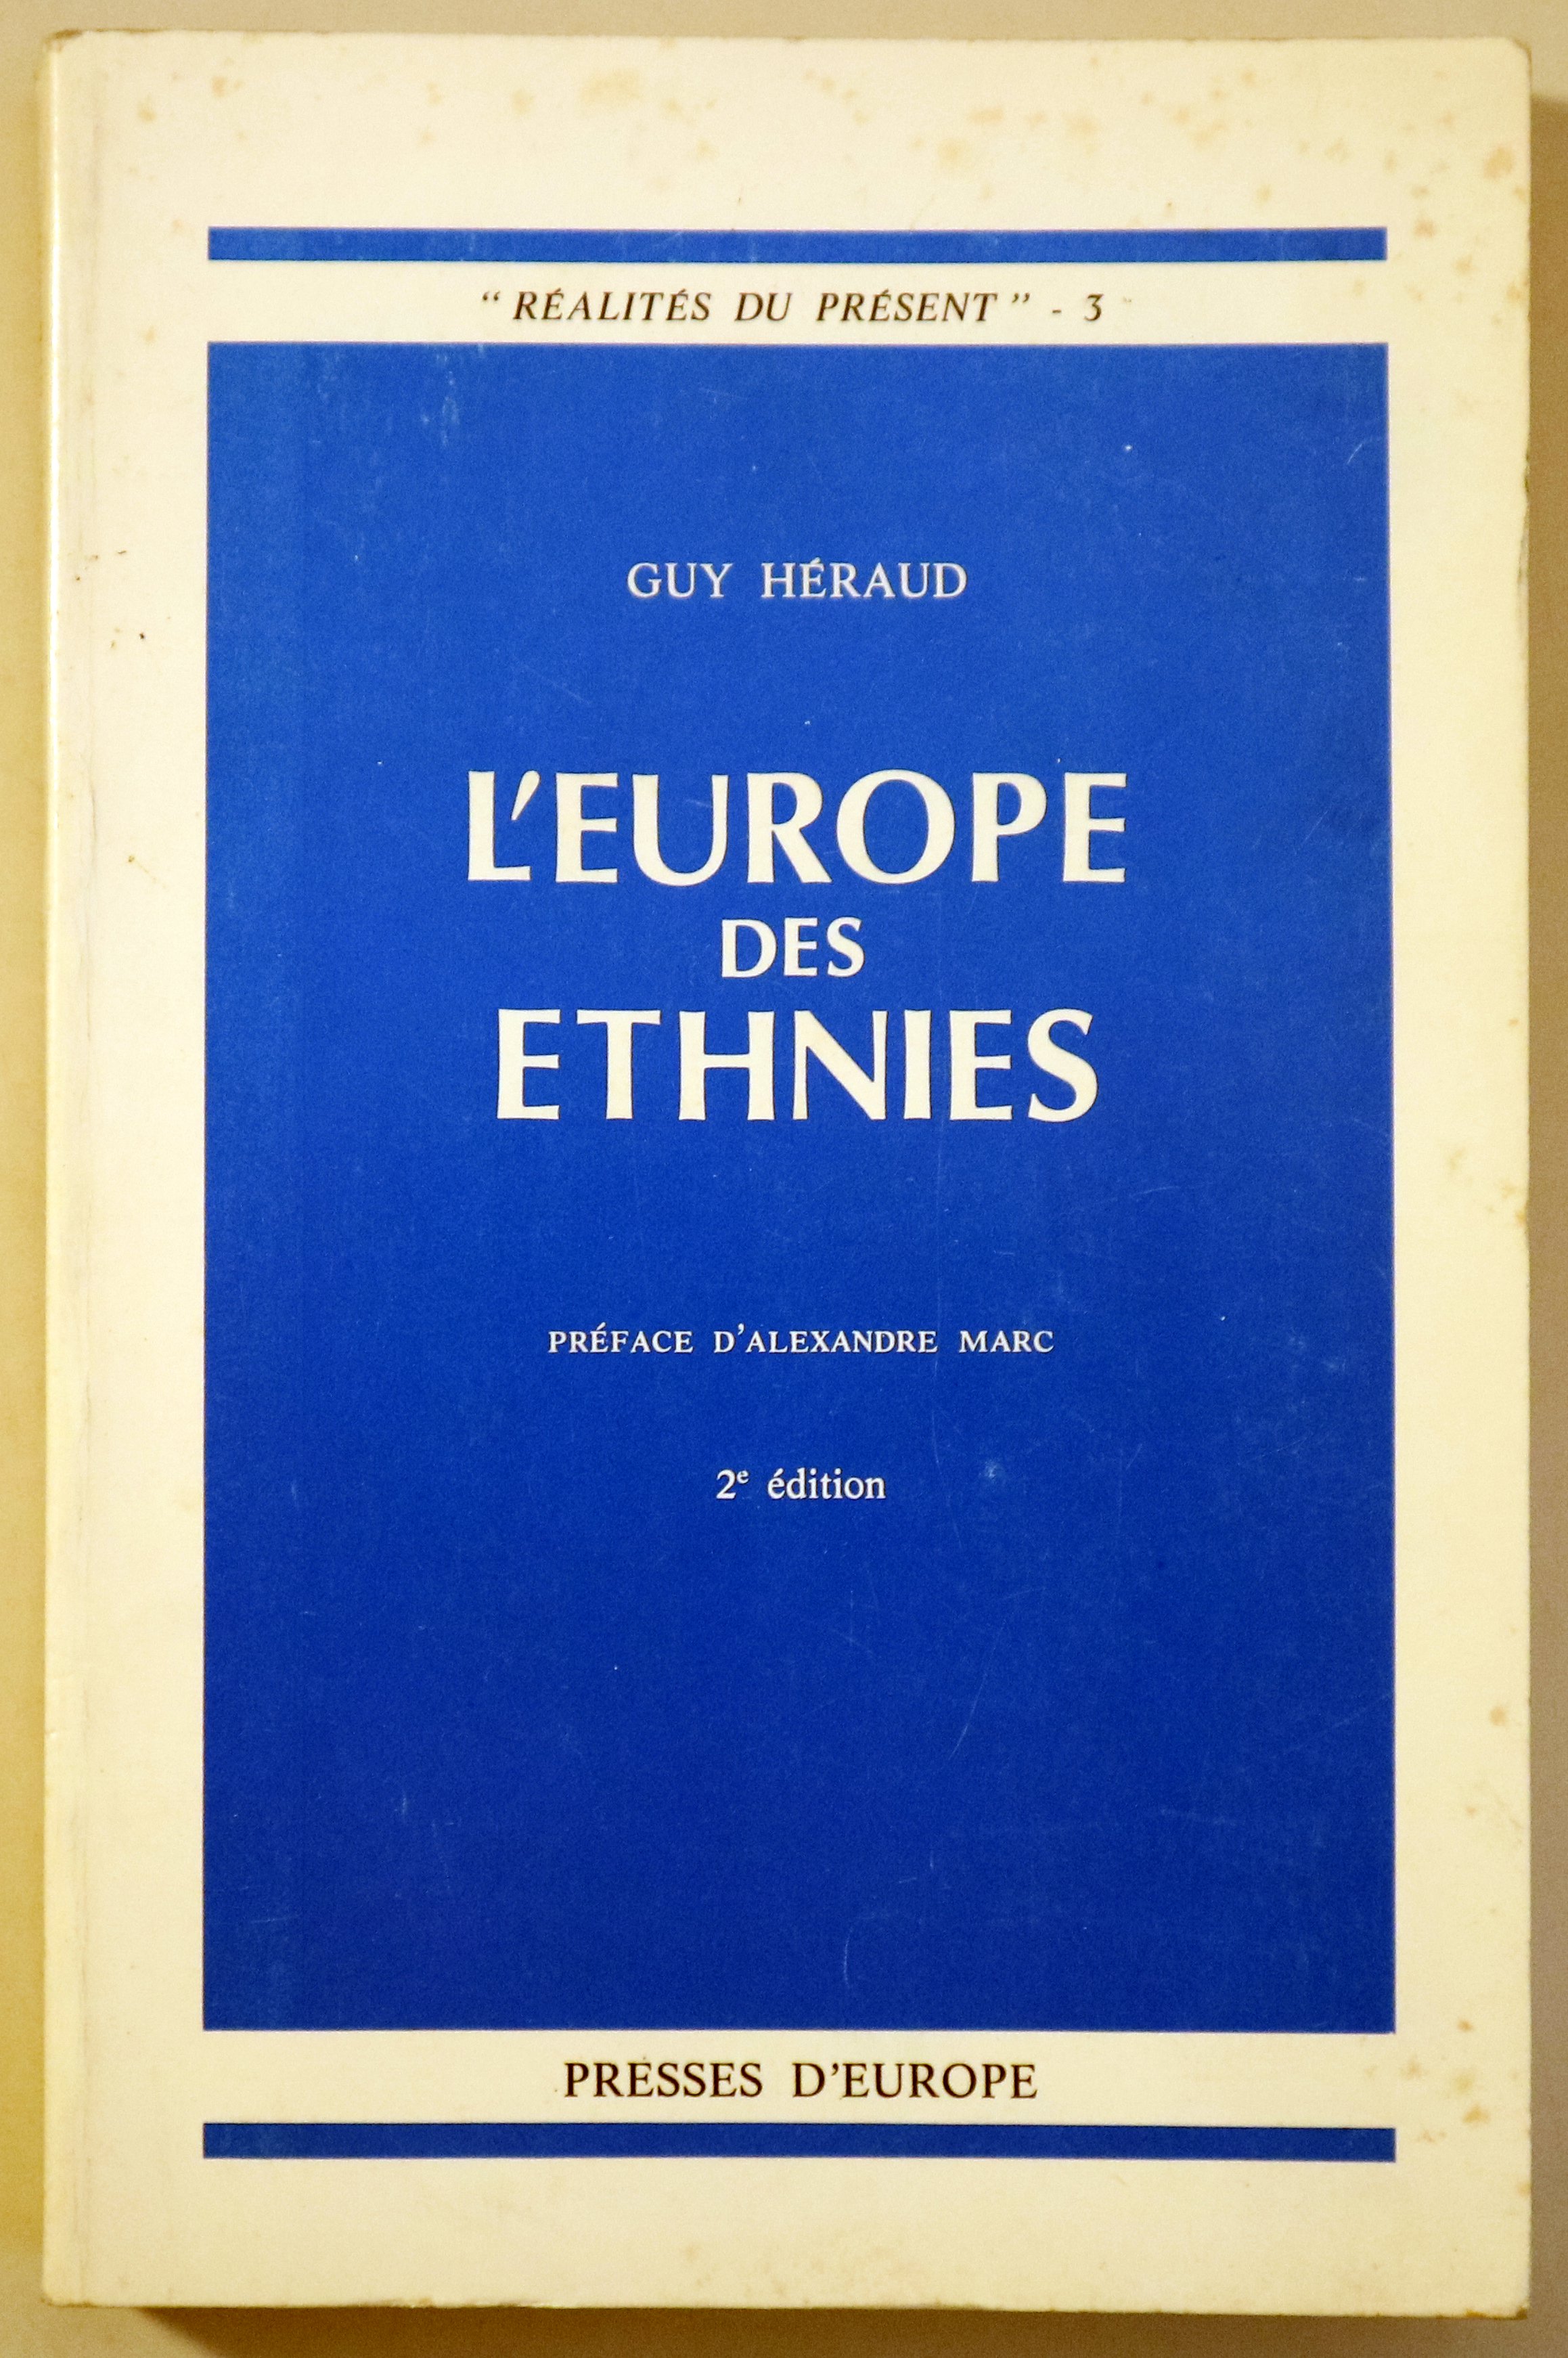 “ RÉALITÉS DU PRÉSENT ” - 3
GUY HÉRAUD
L'EUROPE
DES
ETHNIES
PRÉFACE D'ALEXANDRE MARC
2e édition
PRESSES D'EUROPE